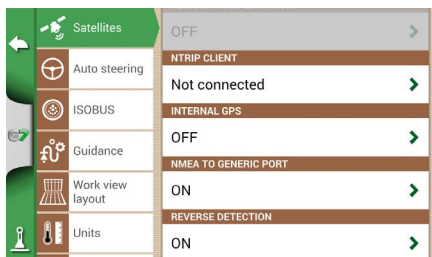 Satellites
Auto steering
ISOBUS
Guidance
Work view
layout
Units
OFF
NTRIP CLIENT
Not connected
INTERNAL GPS
OFF
NMEA TO GENERIC PORT
ON
REVERSE DETECTION
ON